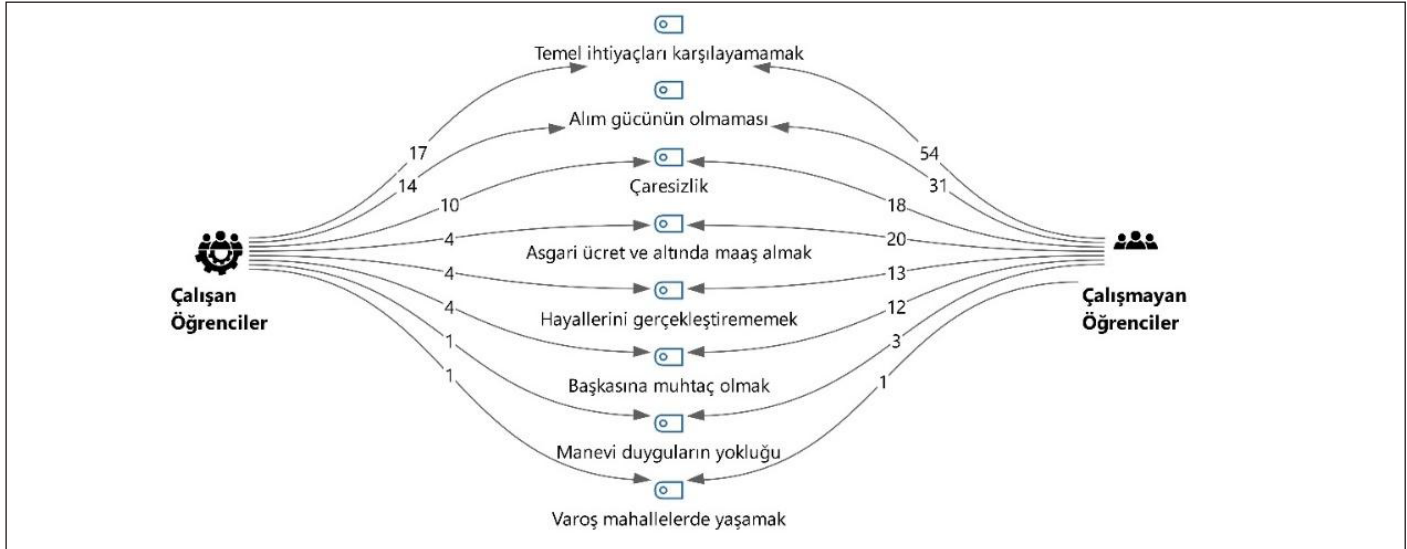 Temel ihtiyaçları karşılayamamak
Alım gücünün olmaması
17
54
14
31
Çaresizlik
10
18
4
20
Asgari ücret ve altında maaş almak
4
13
Çalışan
Öğrenciler
Çalışmayan
Öğrenciler
Hayallerini gerçekleştirememek
4
12
1
3
Başkasına muhtaç olmak
1
1
Manevi duyguların yokluğu
Varoş mahallelerde yaşamak